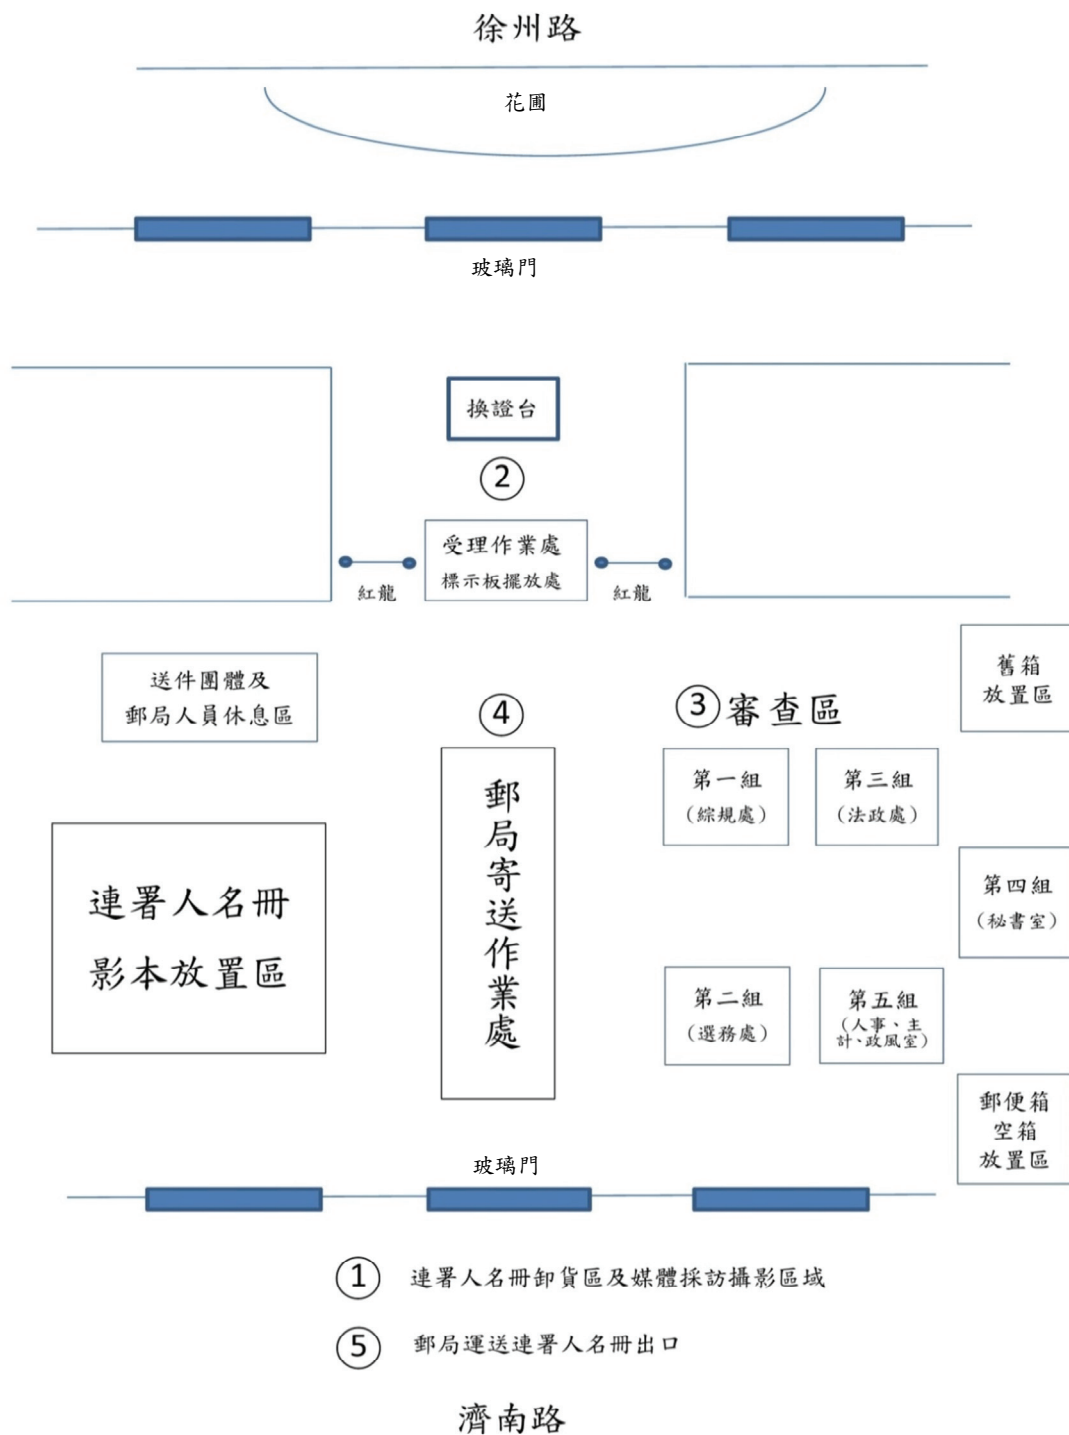 徐州路
花圃
玻璃門
換證台
②
受理作業處
標示板擺放處
紅龍
紅龍
送件團體及
郵局人員休息區
④
③審查區
舊箱
放置區
郵局寄送作業處
第一組
(綜規處)
第三組
(法政處)
連署人名冊
影本放置區
第四組
(秘書室)
第二組
(選務處)
第五組
(人事、主
計、政風室)
郵便箱
空箱
放置區
玻璃門
① 連署人名冊卸貨區及媒體採訪攝影區域
⑤ 郵局運送連署人名冊出口
濟南路